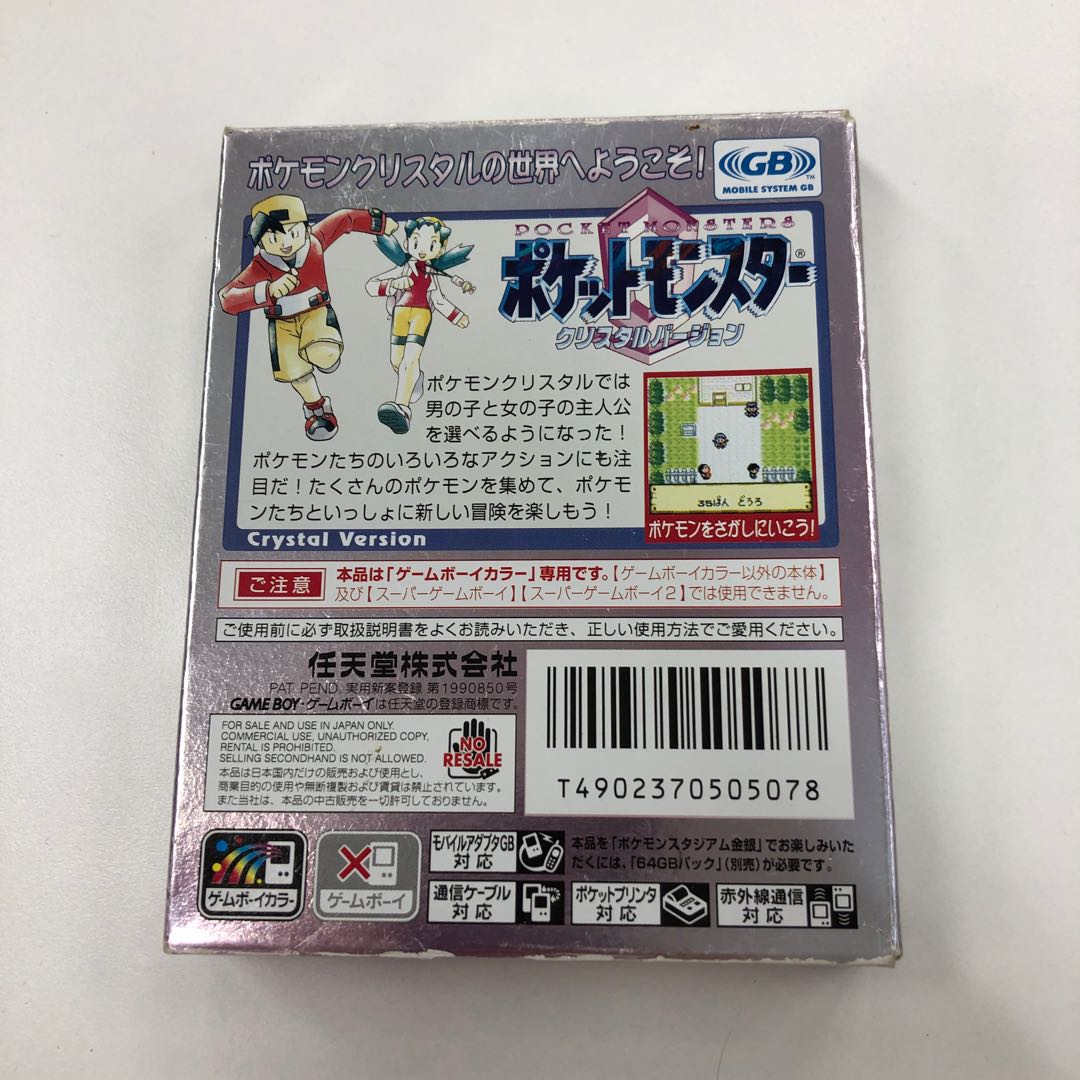 ポケモンクリスタルの世界へようこそ!
GB
TM
MOBILE SYSTEM GB
POCKET MONSTERS
ポケットモンスター®
クリスタルバージョン
ポケモンクリスタルでは
男の子と女の子の主人公
を選べるようになった!
ポケモンたちのいろいろなアクションにも注
目だ!たくさんのポケモンを集めて、ポケモ
ンたちといっしょに新しい冒険を楽しもう!
35ばん どうろ
ポケモンをさがしにいこう!
Crystal Version
ご注意
本品は「ゲームボーイカラー」専用です。【ゲームボーイカラー以外の本体】
及び【スーパーゲームボーイ】【スーパーゲームボーイ2】では使用できません。
ご使用前に必ず取扱説明書をよくお読みいただき、正しい使用方法でご愛用ください。
任天堂株式会社
PAT. PEND. 実用新案登録 第1990850号
GAME BOY・ゲームボーイは任天堂の登録商標です。
FOR SALE AND USE IN JAPAN ONLY.
COMMERCIAL USE, UNAUTHORIZED COPY,
RENTAL IS PROHIBITED.
SELLING SECONDHAND IS NOT ALLOWED.
本品は日本国内だけの販売および使用とし、
商業目的の使用や無断複製および賃貸は禁止されています。
また当社は、本品の中古販売を一切許可しておりません。
NO
RESALE
T4902370505078
ゲームボーイカラー
ゲームボーイ
モバイルアダプタGB
対応
本品を「ポケモンスタジアム金銀」でお楽しみいた
だくには、「64GBパック」(別売)が必要です。
通信ケーブル
対応
ポケットプリンタ
対応
赤外線通信
対応